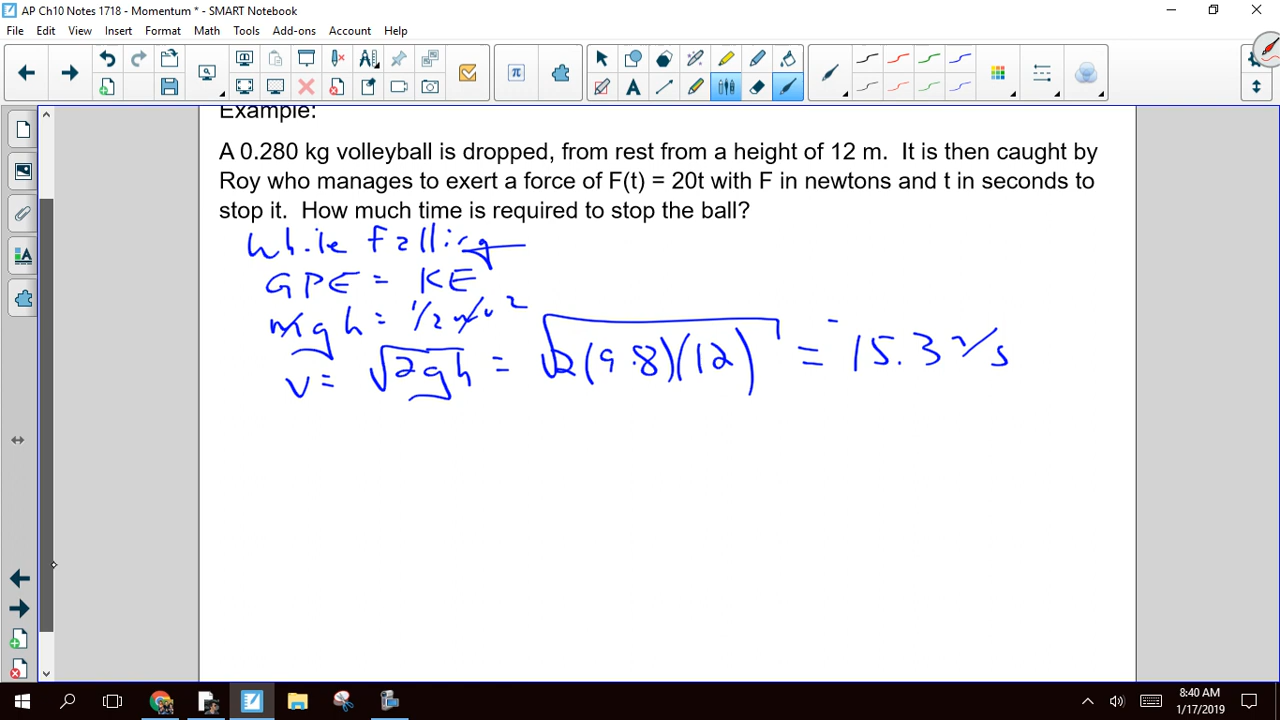 AP Ch10 Notes 1718 - Momentum * - SMART Notebook
File Edit View Insert Format Math Tools Add-ons Account Help
Example:
A 0.280 kg volleyball is dropped, from rest from a height of 12 m. It is then caught by
Roy who manages to exert a force of F(t) = 20t with F in newtons and t in seconds to
stop it. How much time is required to stop the ball?
While falling
GPE = KE
mgh = 1/2 mv²
v = √2gh = √2(9.8)(12) = 15.3 m/s
8:40 AM
1/17/2019